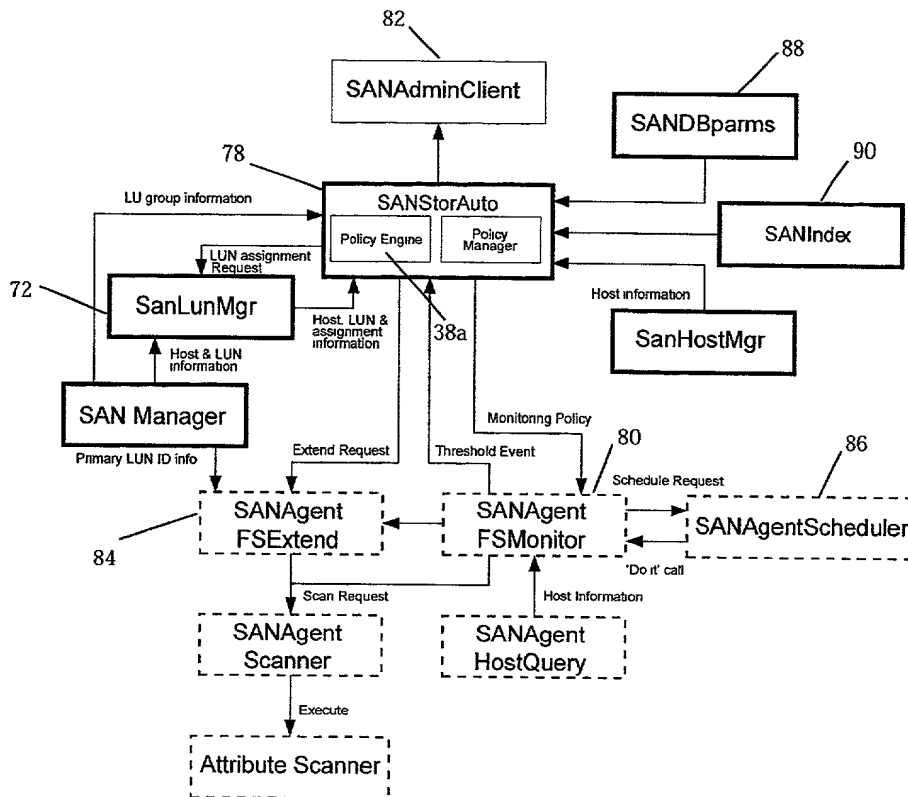 82
SANAdminClient
88
SANDBparms
78
90
LU group information
SANStorAuto
Policy Engine
Policy
Manager
SANIndex
LUN assignment
Request
72
SanLunMgr
Host, LUN &
assignment
information
38a
Host information
SanHostMgr
Host & LUN
information
SAN Manager
Primary LUN ID info
Extend Request
Threshold Event
Monitoring Policy
80
86
Schedule Request
84
SANAgent
FSExtend
SANAgent
FSMonitor
SANAgentScheduler
'Do it' call
Scan Request
Host Information
SANAgent
Scanner
SANAgent
HostQuery
Execute
Attribute Scanner